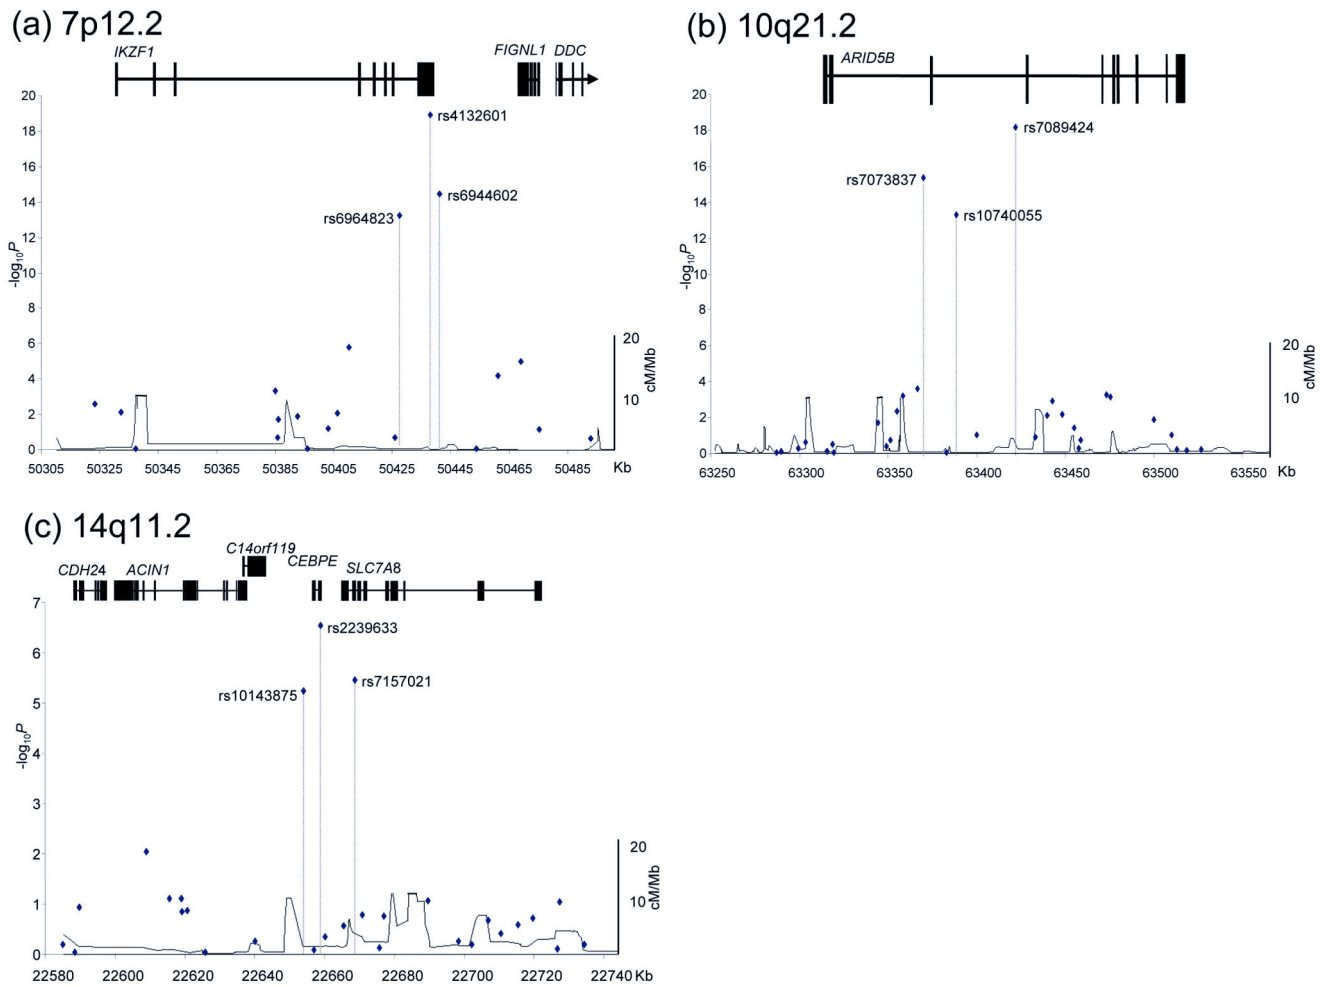 (a) 7p12.2
IKZF1
FIGNL1 DDC
20
18
16
14
12
10
8
6
4
2
0
-log10P
rs4132601
rs6944602
rs6964823
20
10
cM/Mb
50305 50325 50345 50365 50385 50405 50425 50445 50465 50485 Kb
(b) 10q21.2
ARID5B
20
18
16
14
12
10
8
6
4
2
0
-log10P
rs7089424
rs7073837
rs10740055
20
10
cM/Mb
63250 63300 63350 63400 63450 63500 63550 Kb
(c) 14q11.2
C14orf119
CDH24 ACIN1 CEBPE SLC7A8
7
6
5
4
3
2
1
0
-log10P
rs2239633
rs10143875
rs7157021
20
10
cM/Mb
22580 22600 22620 22640 22660 22680 22700 22720 22740 Kb